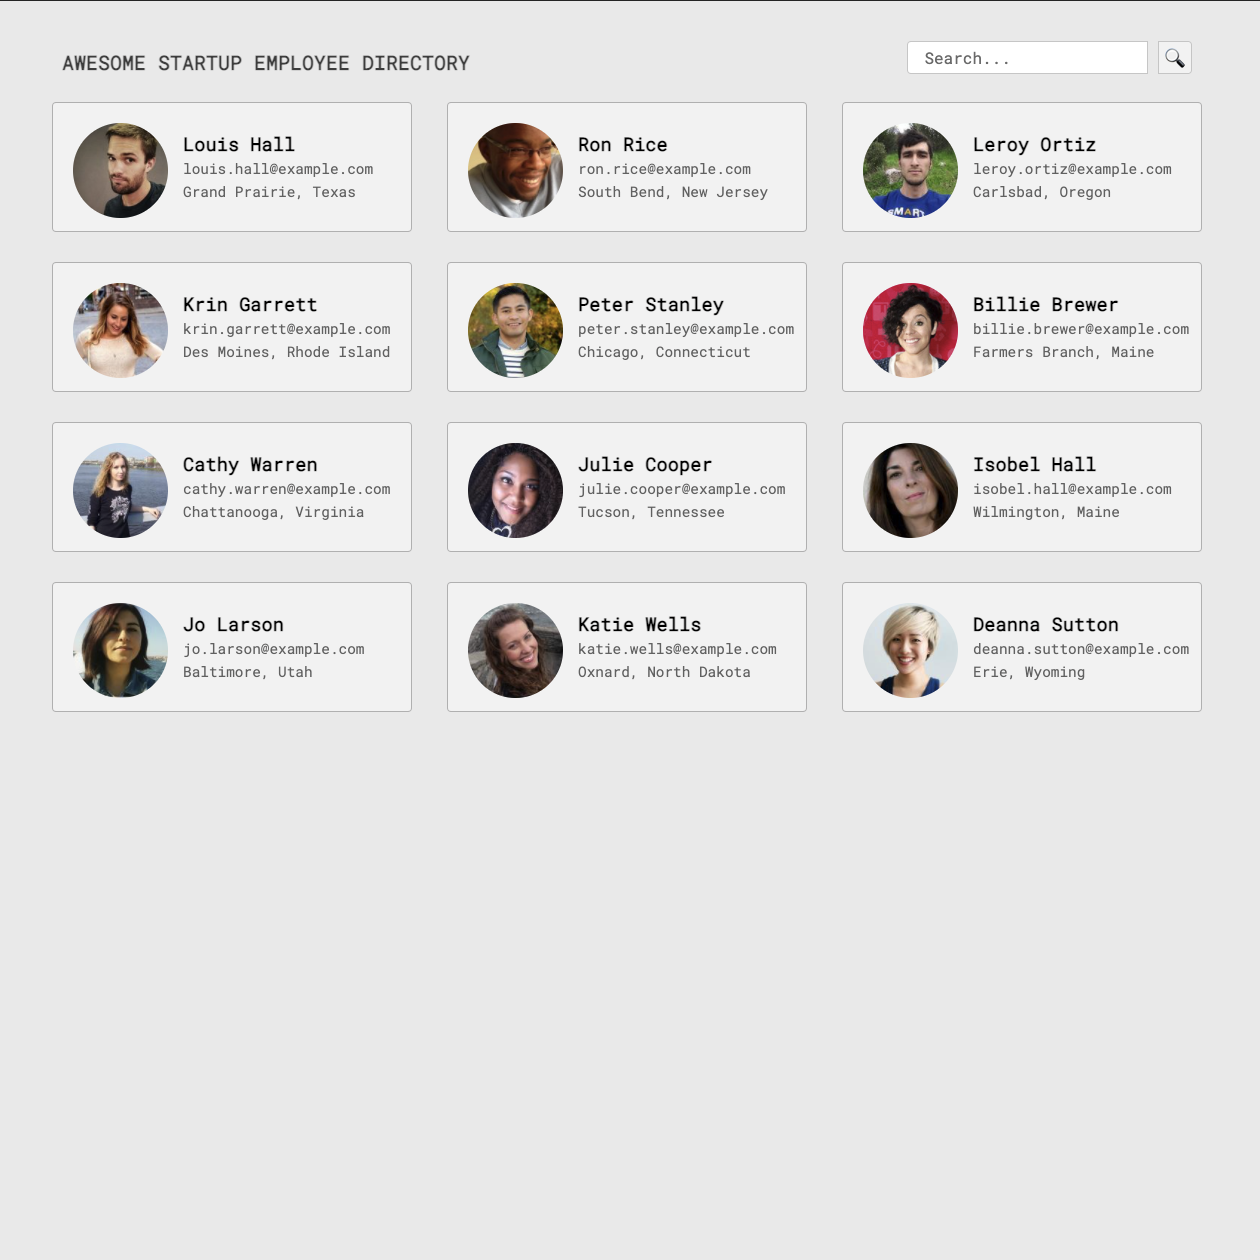 AWESOME STARTUP EMPLOYEE DIRECTORY
Search...
Louis Hall
louis.hall@example.com
Grand Prairie, Texas
Ron Rice
ron.rice@example.com
South Bend, New Jersey
Leroy Ortiz
leroy.ortiz@example.com
Carlsbad, Oregon
SMART
Krin Garrett
krin.garrett@example.com
Des Moines, Rhode Island
Peter Stanley
peter.stanley@example.com
Chicago, Connecticut
Billie Brewer
billie.brewer@example.com
Farmers Branch, Maine
Cathy Warren
cathy.warren@example.com
Chattanooga, Virginia
Julie Cooper
julie.cooper@example.com
Tucson, Tennessee
Isobel Hall
isobel.hall@example.com
Wilmington, Maine
Jo Larson
jo.larson@example.com
Baltimore, Utah
Katie Wells
katie.wells@example.com
Oxnard, North Dakota
Deanna Sutton
deanna.sutton@example.com
Erie, Wyoming